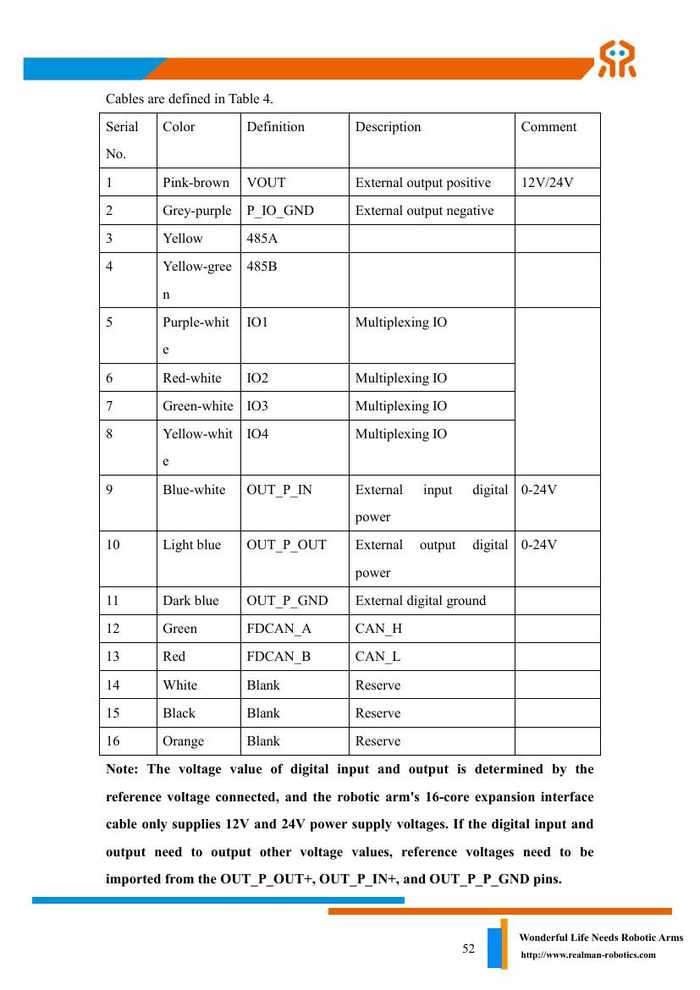 Cables are defined in Table 4.
Serial
No.
Color
Definition
Description
Comment
1
Pink-brown
VOUT
External output positive
12V/24V
2
Grey-purple
P_IO_GND
External output negative
3
Yellow
485A
4
Yellow-gree
n
485B
5
Purple-whit
e
IO1
Multiplexing IO
6
Red-white
IO2
Multiplexing IO
7
Green-white
IO3
Multiplexing IO
8
Yellow-whit
e
IO4
Multiplexing IO
9
Blue-white
OUT_P_IN
External input digital
power
0-24V
10
Light blue
OUT_P_OUT
External output digital
power
0-24V
11
Dark blue
OUT_P_GND
External digital ground
12
Green
FDCAN_A
CAN_H
13
Red
FDCAN_B
CAN_L
14
White
Blank
Reserve
15
Black
Blank
Reserve
16
Orange
Blank
Reserve
Note: The voltage value of digital input and output is determined by the
reference voltage connected, and the robotic arm's 16-core expansion interface
cable only supplies 12V and 24V power supply voltages. If the digital input and
output need to output other voltage values, reference voltages need to be
imported from the OUT_P_OUT+, OUT_P_IN+, and OUT_P_P_GND pins.
52
Wonderful Life Needs Robotic Arms
http://www.realman-robotics.com